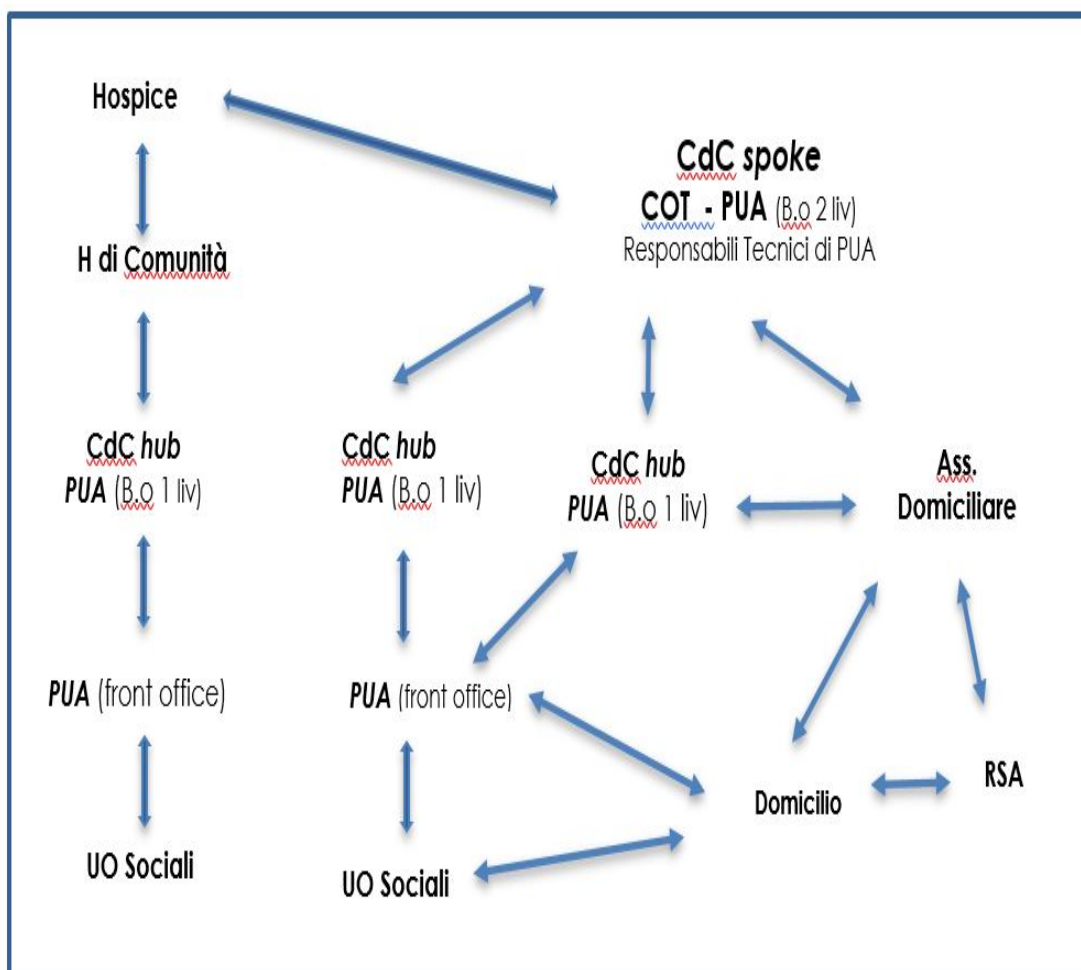 Hospice
CdC spoke
COT - PUA (B.o 2 liv)
Responsabili Tecnici di PUA
H di Comunità
CdC hub
PUA (B.o 1 liv)
CdC hub
PUA (B.o 1 liv)
CdC hub
PUA (B.o 1 liv)
Ass.
Domiciliare
PUA (front office)
PUA (front office)
Domicilio
RSA
UO Sociali
UO Sociali